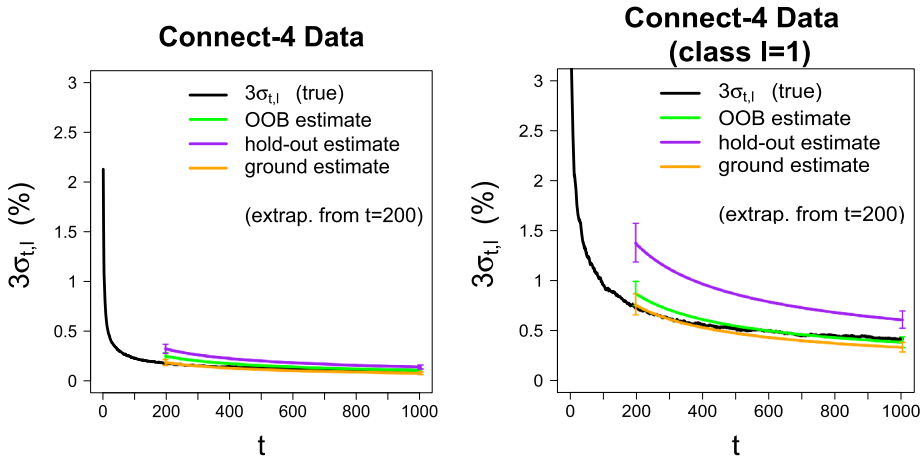 Connect-4 Data
3σt,l (true)
OOB estimate
hold-out estimate
ground estimate
(extrap. from t=200)
3σt,l (%)
3
2.5
2
1.5
1
0.5
0
0 200 400 600 800 1000
t
Connect-4 Data
(class l=1)
3σt,l (true)
OOB estimate
hold-out estimate
ground estimate
(extrap. from t=200)
3σt,l (%)
3
2.5
2
1.5
1
0.5
0
0 200 400 600 800 1000
t